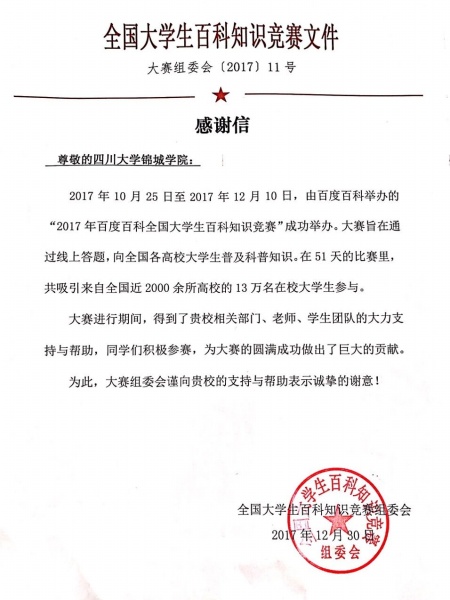 全国大学生百科知识竞赛文件
大赛组委会〔2017〕11 号
感谢信
尊敬的四川大学锦城学院：
2017 年 10 月 25 日至 2017 年 12 月 10 日，由百度百科举办的
“2017 年百度百科全国大学生百科知识竞赛”成功举办。大赛旨在通
过线上答题，向全国各高校大学生普及科普知识。在 51 天的比赛里，
共吸引来自全国近 2000 余所高校的 13 万名在校大学生参与。
大赛进行期间，得到了贵校相关部门、老师、学生团队的大力支
持与帮助，同学们积极参赛，为大赛的圆满成功做出了巨大的贡献。
为此，大赛组委会谨向贵校的支持与帮助表示诚挚的谢意！
全国大学生百科知识竞赛组委会
2017 年 12 月 30 日
全国大学生百科知识竞赛
组委会